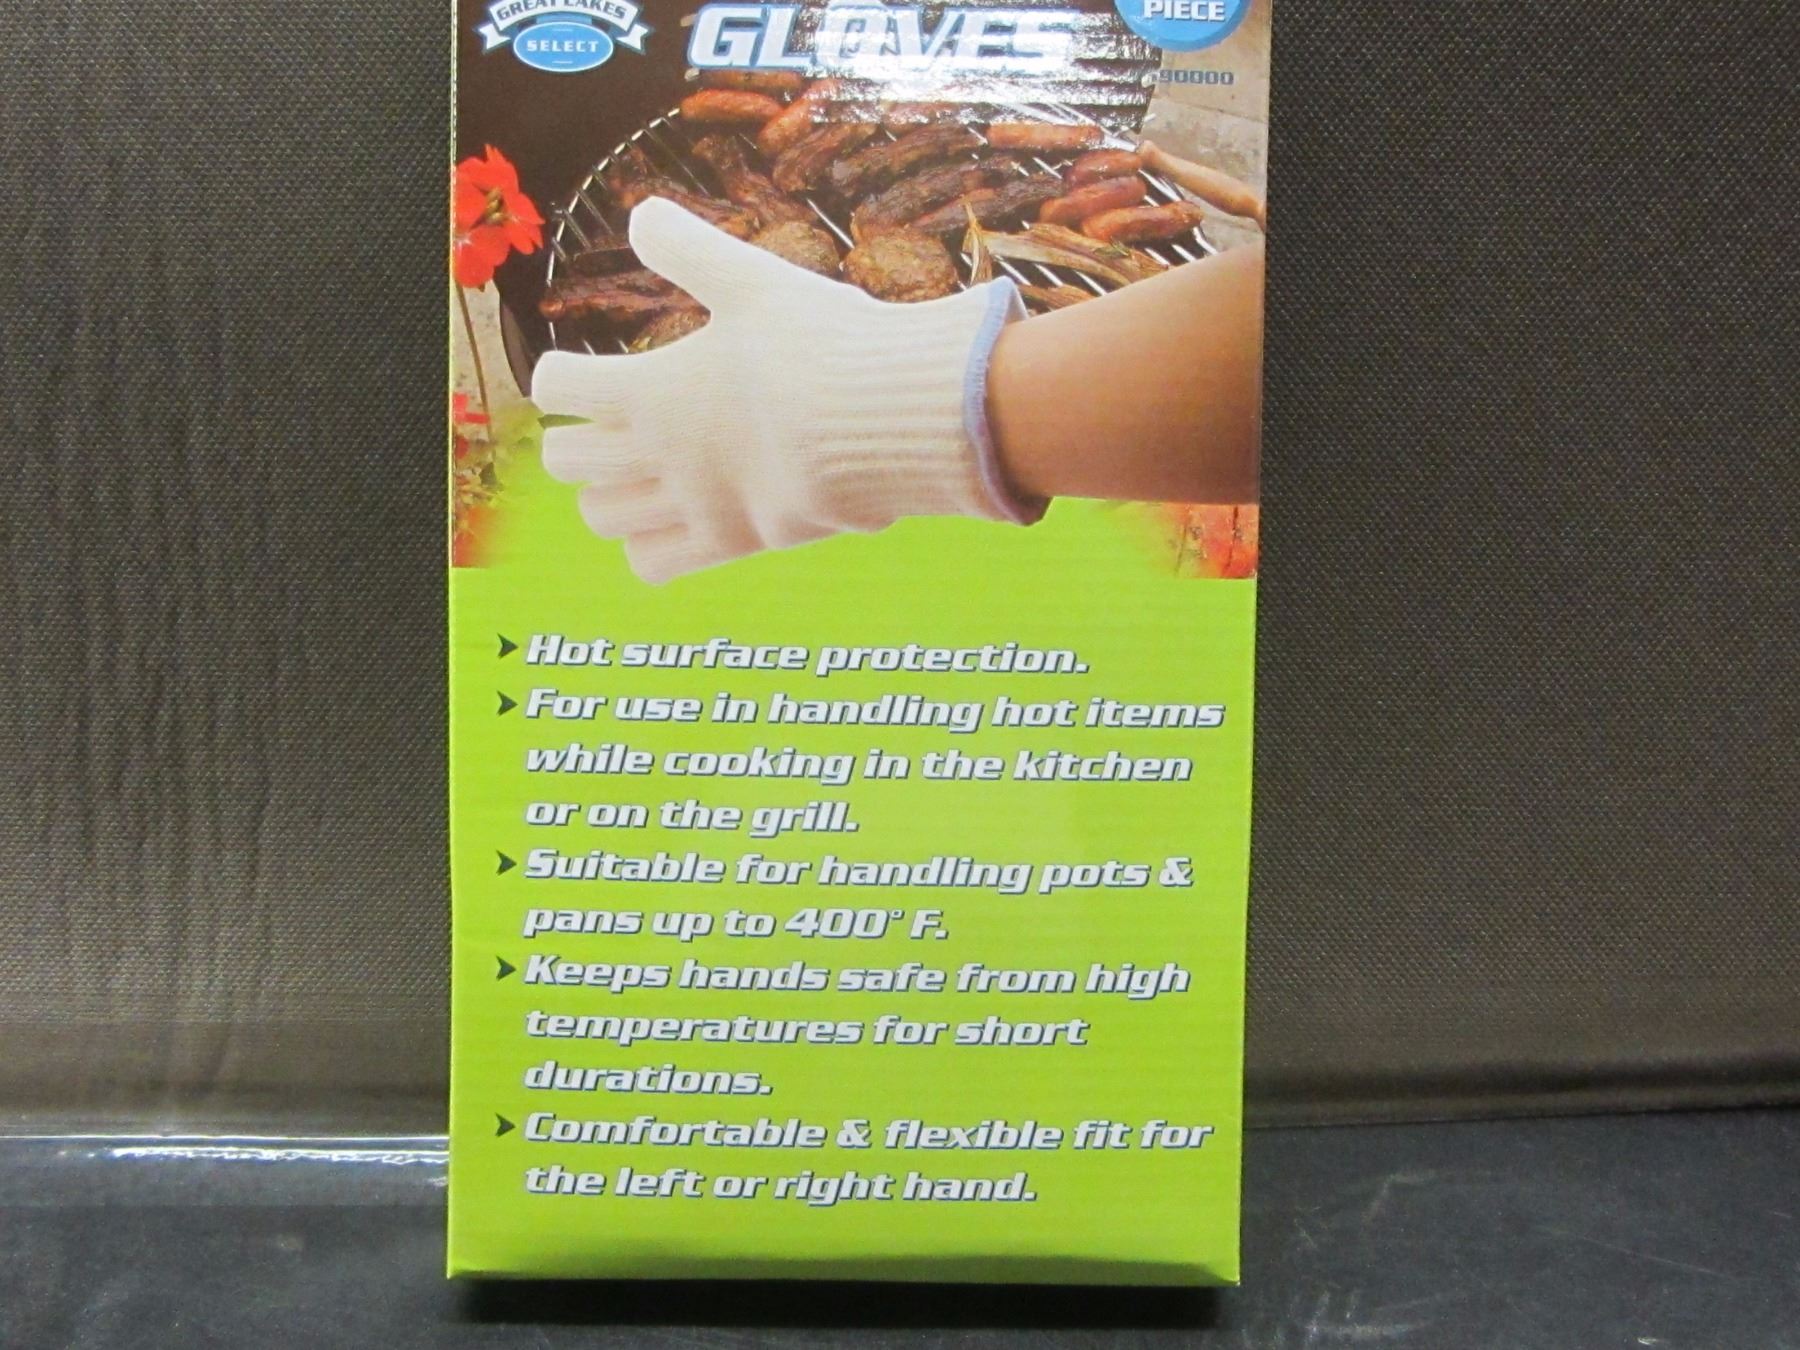 GREAT LAKES
SELECT
GLOVES
PIECE
90000
➤ Hot surface protection.
➤ For use in handling hot items
while cooking in the kitchen
or on the grill.
➤ Suitable for handling pots &
pans up to 400° F.
➤ Keeps hands safe from high
temperatures for short
durations.
➤ Comfortable & flexible fit for
the left or right hand.